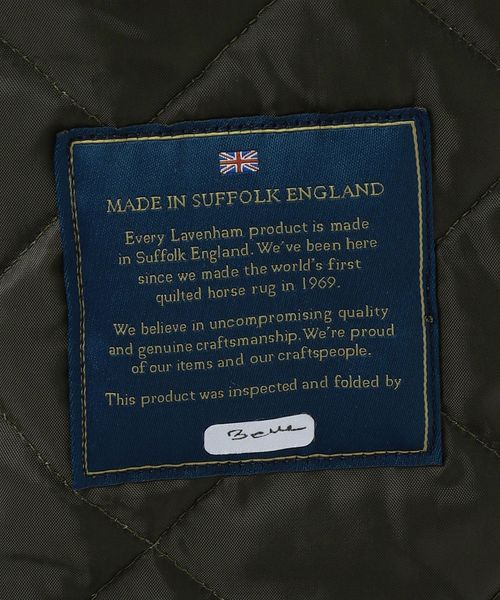 MADE IN SUFFOLK ENGLAND
Every Lavenham product is made
in Suffolk England. We've been here
since we made the world's first
quilted horse rug in 1969.
We believe in uncompromising quality
and genuine craftsmanship. We're proud
of our items and our craftspeople.
This product was inspected and folded by